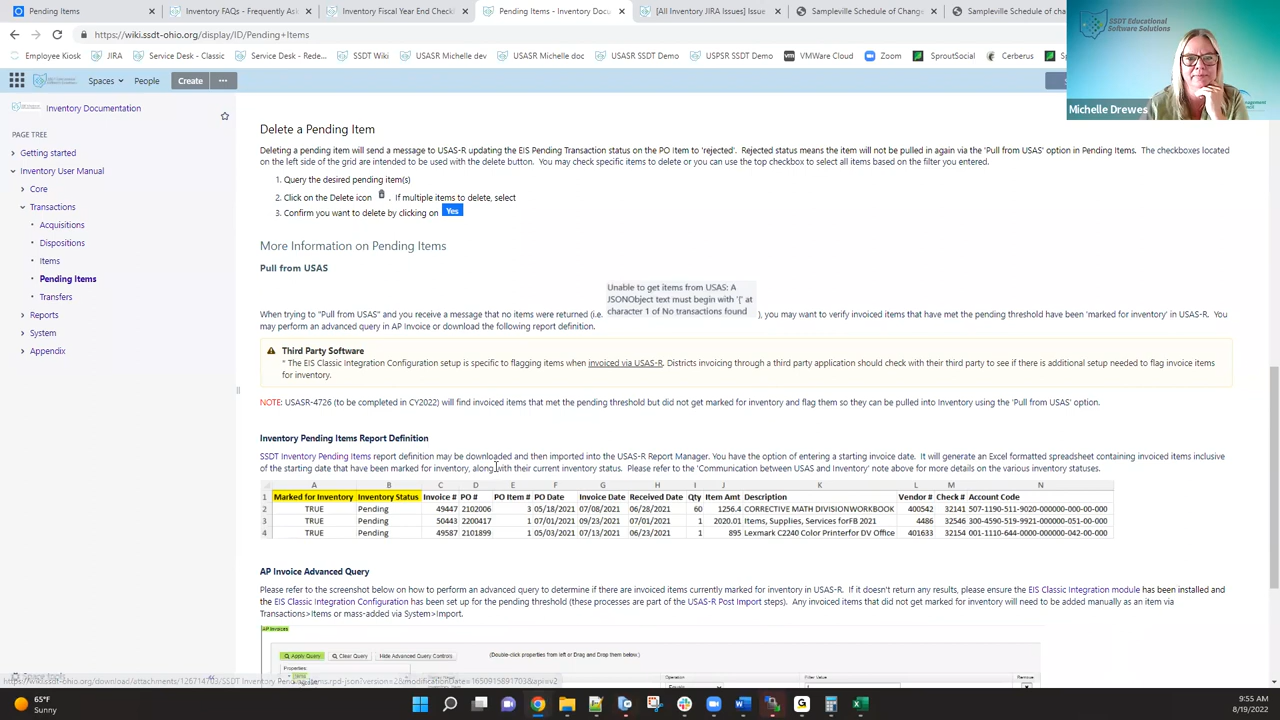 Pending Items
Inventory FAQs - Frequently Ask
Inventory Fiscal Year End Checkl
Pending Items - Inventory Docu
[All Inventory JIRA Issues] Issue
Sampleville Schedule of Change
Schedule of cha
SSDT Educational
Software Solutions
https://wiki.ssdt-ohio.org/display/ID/Pending+Items
Employee Kiosk
JIRA
Service Desk - Classic
Service Desk - Rede...
SSDT Wiki
USASR Michelle dev
USASR Michelle doc
USASR SSDT Demo
USPSR SSDT Demo
VMWare Cloud
Zoom
SproutSocial
Cerberus
Spaces
People
Create
Michelle Drewes
Inventory Documentation
PAGE TREE
Getting started
Inventory User Manual
Core
Transactions
Acquisitions
Dispositions
Items
Pending Items
Transfers
Reports
System
Appendix
Delete a Pending Item
Deleting a pending item will send a message to USAS-R updating the EIS Pending Transaction status on the PO Item to 'rejected'. Rejected status means the item will not be pulled in again via the 'Pull from USAS' option in Pending Items. The checkboxes located
on the left side of the grid are intended to be used with the delete button. You may check specific items to delete or you can use the top checkbox to select all items based on the filter you entered.
1. Query the desired pending item(s)
2. Click on the Delete icon . If multiple items to delete, select
3. Confirm you want to delete by clicking on Yes
More Information on Pending Items
Pull from USAS
Unable to get items from USAS: A
JSONObject text must begin with '{' at
character 1 of No transactions found
When trying to "Pull from USAS" and you receive a message that no items were returned (i.e. ), you may want to verify invoiced items that have met the pending threshold have been 'marked for inventory' in USAS-R. You
may perform an advanced query in AP Invoice or download the following report definition.
Third Party Software
* The EIS Classic Integration Configuration setup is specific to flagging items when invoiced via USAS-R. Districts invoicing through a third party application should check with their third party to see if there is additional setup needed to flag invoice items
for inventory.
NOTE: USASR-4726 (to be completed in CY2022) will find invoiced items that met the pending threshold but did not get marked for inventory and flag them so they can be pulled into Inventory using the 'Pull from USAS' option.
Inventory Pending Items Report Definition
SSDT Inventory Pending Items report definition may be downloaded and then imported into the USAS-R Report Manager. You have the option of entering a starting invoice date. It will generate an Excel formatted spreadsheet containing invoiced items inclusive
of the starting date that have been marked for inventory, along with their current inventory status. Please refer to the 'Communication between USAS and Inventory' note above for more details on the various inventory statuses.
A B C D E F G H I J K L M N
1 Marked for Inventory Inventory Status Invoice # PO # PO Item # PO Date Invoice Date Received Date Qty Item Amt Description Vendor # Check # Account Code
2 TRUE Pending 49447 2102006 3 05/18/2021 07/08/2021 06/28/2021 60 1256.4 CORRECTIVE MATH DIVISIONWORKBOOK 400542 32141 507-1190-511-9020-000000-000-00-000
3 TRUE Pending 50443 2200417 1 07/01/2021 09/23/2021 07/01/2021 1 2020.01 Items, Supplies, Services forFB 2021 4486 32546 300-4590-519-9921-000000-051-00-000
4 TRUE Pending 49587 2101899 1 05/03/2021 07/13/2021 06/23/2021 1 895 Lexmark C2240 Color Printerfor DV Office 401633 32154 001-1110-644-0000-000000-042-00-000
AP Invoice Advanced Query
Please refer to the screenshot below on how to perform an advanced query to determine if there are invoiced items currently marked for inventory in USAS-R. If it doesn't return any results, please ensure the EIS Classic Integration module has been installed and
the EIS Classic Integration Configuration has been set up for the pending threshold (these processes are part of the USAS-R Post Import steps). Any invoiced items that did not get marked for inventory will need to be added manually as an item via
Transactions>Items or mass-added via System>Import.
AP Invoices
Apply Query
Clear Query
Hide Advanced Query Controls
(Double-click properties from left or Drag and Drop them below.)
Properties:
Operation
Filter Value
Remove
65°F
Sunny
9:55 AM
8/19/2022